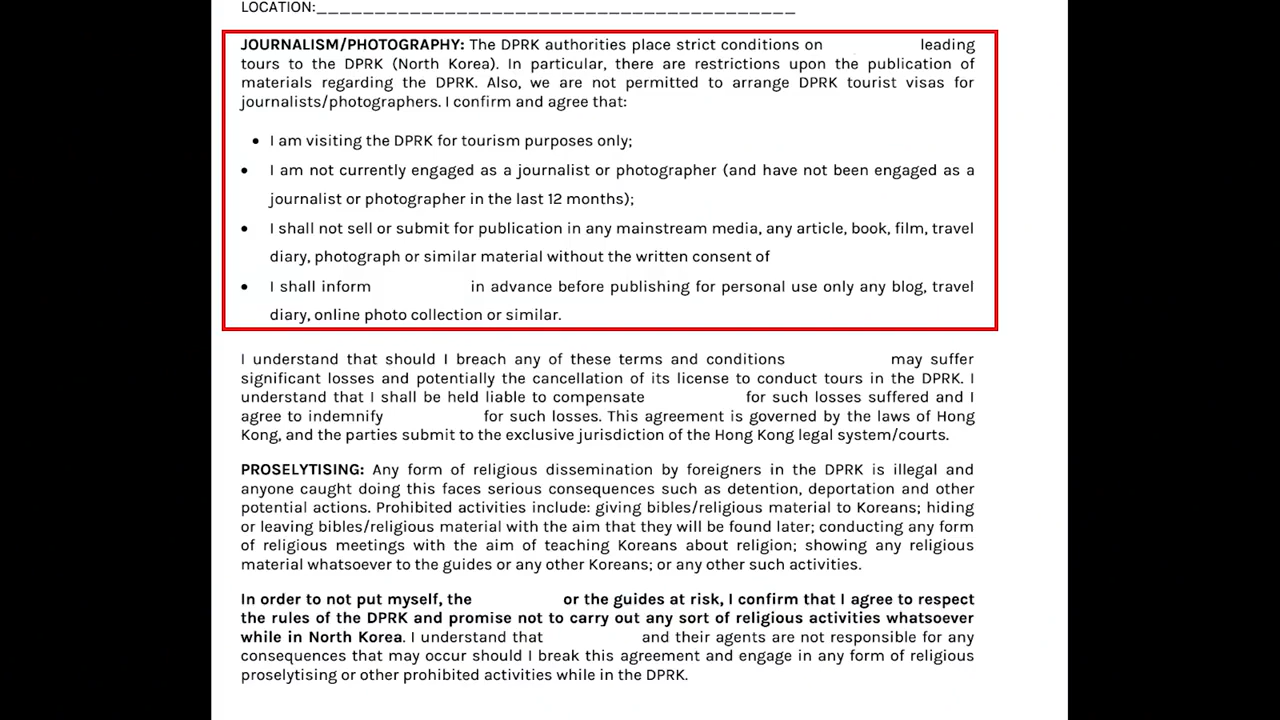 LOCATION:_________________________________________
JOURNALISM/PHOTOGRAPHY: The DPRK authorities place strict conditions on leading
tours to the DPRK (North Korea). In particular, there are restrictions upon the publication of
materials regarding the DPRK. Also, we are not permitted to arrange DPRK tourist visas for
journalists/photographers. I confirm and agree that:
• I am visiting the DPRK for tourism purposes only;
• I am not currently engaged as a journalist or photographer (and have not been engaged as a
journalist or photographer in the last 12 months);
• I shall not sell or submit for publication in any mainstream media, any article, book, film, travel
diary, photograph or similar material without the written consent of
• I shall inform in advance before publishing for personal use only any blog, travel
diary, online photo collection or similar.
I understand that should I breach any of these terms and conditions may suffer
significant losses and potentially the cancellation of its license to conduct tours in the DPRK. I
understand that I shall be held liable to compensate for such losses suffered and I
agree to indemnify for such losses. This agreement is governed by the laws of Hong
Kong, and the parties submit to the exclusive jurisdiction of the Hong Kong legal system/courts.
PROSELYTISING: Any form of religious dissemination by foreigners in the DPRK is illegal and
anyone caught doing this faces serious consequences such as detention, deportation and other
potential actions. Prohibited activities include: giving bibles/religious material to Koreans; hiding
or leaving bibles/religious material with the aim that they will be found later; conducting any form
of religious meetings with the aim of teaching Koreans about religion; showing any religious
material whatsoever to the guides or any other Koreans; or any other such activities.
In order to not put myself, the or the guides at risk, I confirm that I agree to respect
the rules of the DPRK and promise not to carry out any sort of religious activities whatsoever
while in North Korea. I understand that and their agents are not responsible for any
consequences that may occur should I break this agreement and engage in any form of religious
proselytising or other prohibited activities while in the DPRK.